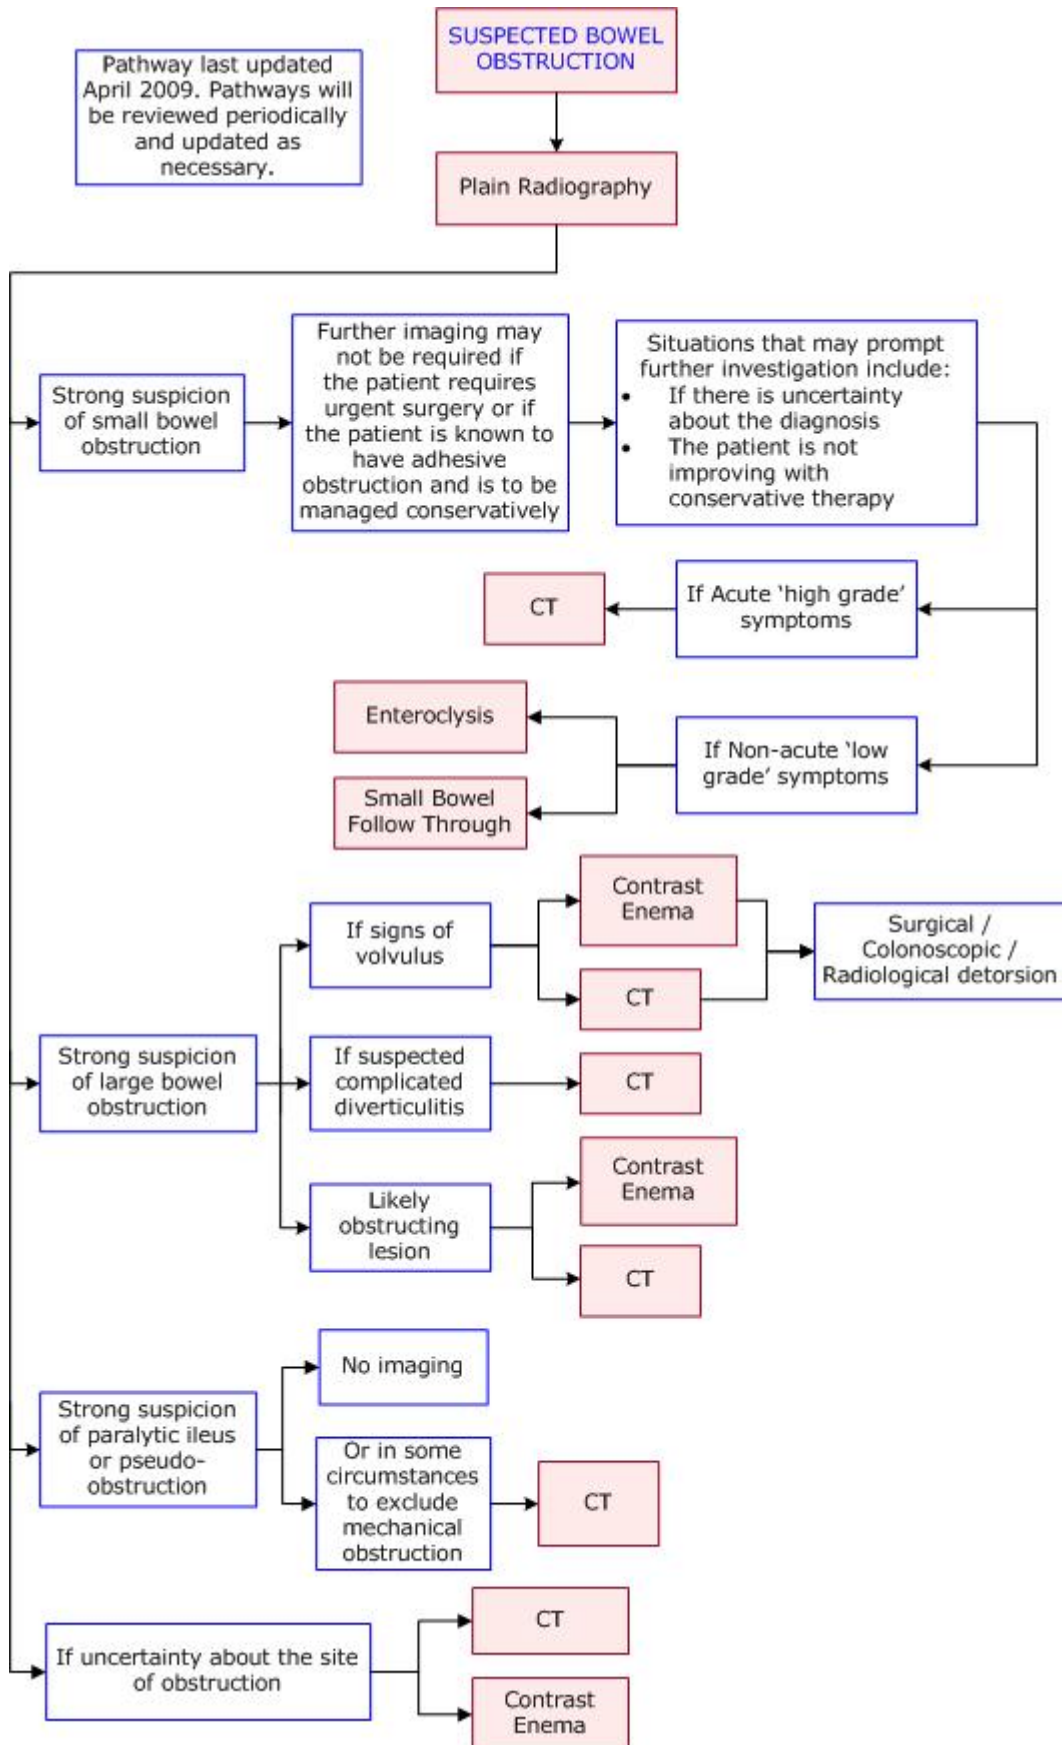 SUSPECTED BOWEL
OBSTRUCTION
Pathway last updated
April 2009. Pathways will
be reviewed periodically
and updated as
necessary.
Plain Radiography
Strong suspicion
of small bowel
obstruction
Further imaging may
not be required if
the patient requires
urgent surgery or if
the patient is known to
have adhesive
obstruction and is to be
managed conservatively
Situations that may prompt
further investigation include:
• If there is uncertainty
about the diagnosis
• The patient is not
improving with
conservative therapy
If Acute ‘high grade’
symptoms
CT
If Non-acute ‘low
grade’ symptoms
Enteroclysis
Small Bowel
Follow Through
Strong suspicion
of large bowel
obstruction
If signs of
volvulus
Contrast
Enema
CT
Surgical /
Colonoscopic /
Radiological detorsion
If suspected
complicated
diverticulitis
CT
Likely
obstructing
lesion
Contrast
Enema
CT
Strong suspicion
of paralytic ileus
or pseudo-
obstruction
No imaging
Or in some
circumstances
to exclude
mechanical
obstruction
CT
If uncertainty about the site
of obstruction
CT
Contrast
Enema